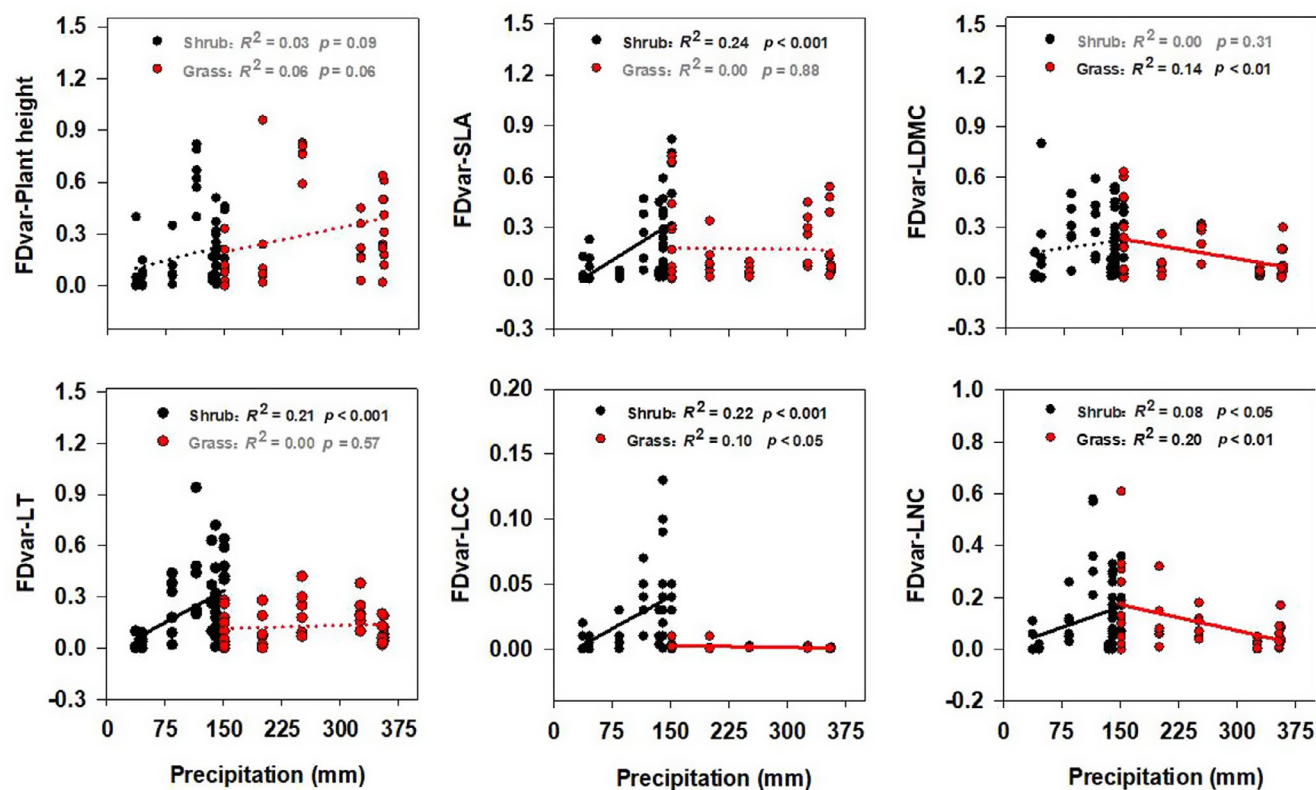 1.5
1.2
0.9
0.6
0.3
0.0
FDvar-Plant height
Shrub: R² = 0.03 p = 0.09
Grass: R² = 0.06 p = 0.06
1.5
1.2
0.9
0.6
0.3
0.0
-0.3
FDvar-SLA
Shrub: R² = 0.24 p < 0.001
Grass: R² = 0.00 p = 0.88
1.5
1.2
0.9
0.6
0.3
0.0
-0.3
FDvar-LDMC
Shrub: R² = 0.00 p = 0.31
Grass: R² = 0.14 p < 0.01
1.5
1.2
0.9
0.6
0.3
0.0
-0.3
FDvar-LT
Shrub: R² = 0.21 p < 0.001
Grass: R² = 0.00 p = 0.57
0 75 150 225 300 375
Precipitation (mm)
0.20
0.15
0.10
0.05
0.00
FDvar-LCC
Shrub: R² = 0.22 p < 0.001
Grass: R² = 0.10 p < 0.05
0 75 150 225 300 375
Precipitation (mm)
1.0
0.8
0.6
0.4
0.2
0.0
-0.2
FDvar-LNC
Shrub: R² = 0.08 p < 0.05
Grass: R² = 0.20 p < 0.01
0 75 150 225 300 375
Precipitation (mm)